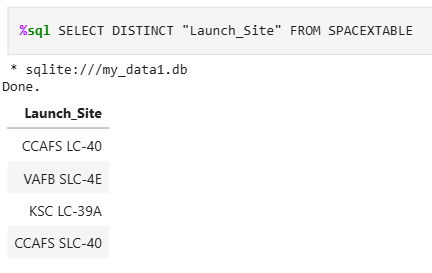 %sql SELECT DISTINCT "Launch_Site" FROM SPACEXTABLE
* sqlite:///my_data1.db
Done.
Launch_Site
CCAFS LC-40
VAFB SLC-4E
KSC LC-39A
CCAFS SLC-40